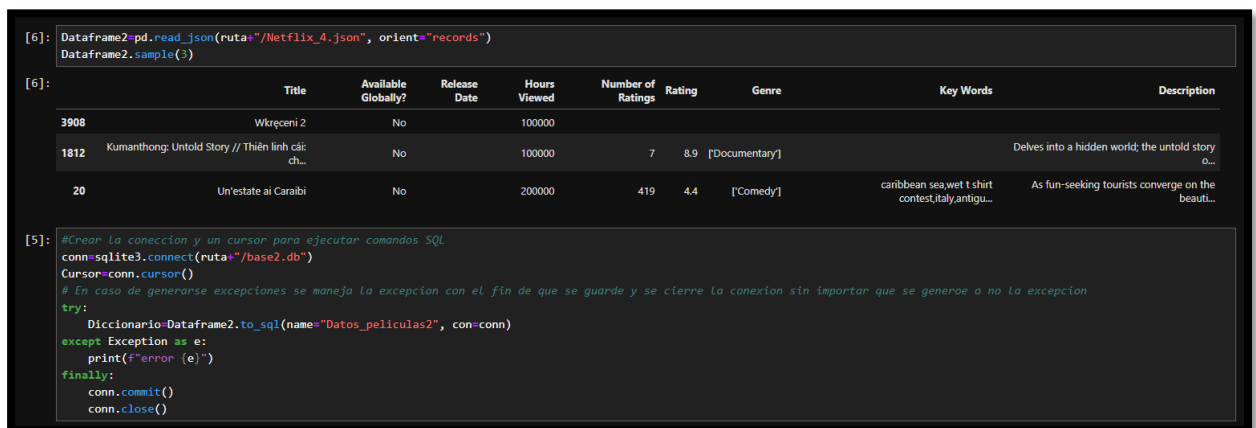 [6]: Dataframe2=pd.read_json(ruta+"/Netflix_4.json", orient="records")
Dataframe2.sample(3)
[6]:
Title Available Globally? Release Date Hours Viewed Number of Ratings Rating Genre Key Words Description
3908 Wkręceni 2 No 100000
1812 Kumanthong: Untold Story // Thiên linh cái: ch... No 100000 7 8.9 ['Documentary'] Delves into a hidden world; the untold story o...
20 Un'estate ai Caraibi No 200000 419 4.4 ['Comedy'] caribbean sea,wet t shirt contest,italy,antigu... As fun-seeking tourists converge on the beauti...
[5]: #Crear la coneccion y un cursor para ejecutar comandos SQL
conn=sqlite3.connect(ruta+"/base2.db")
Cursor=conn.cursor()
# En caso de generarse excepciones se maneja la excepcion con el fin de que se guarde y se cierre la conexion sin importar que se generoe o no la excepcion
try:
    Diccionario=Dataframe2.to_sql(name="Datos_peliculas2", con=conn)
except Exception as e:
    print(f"error {e}")
finally:
    conn.commit()
    conn.close()